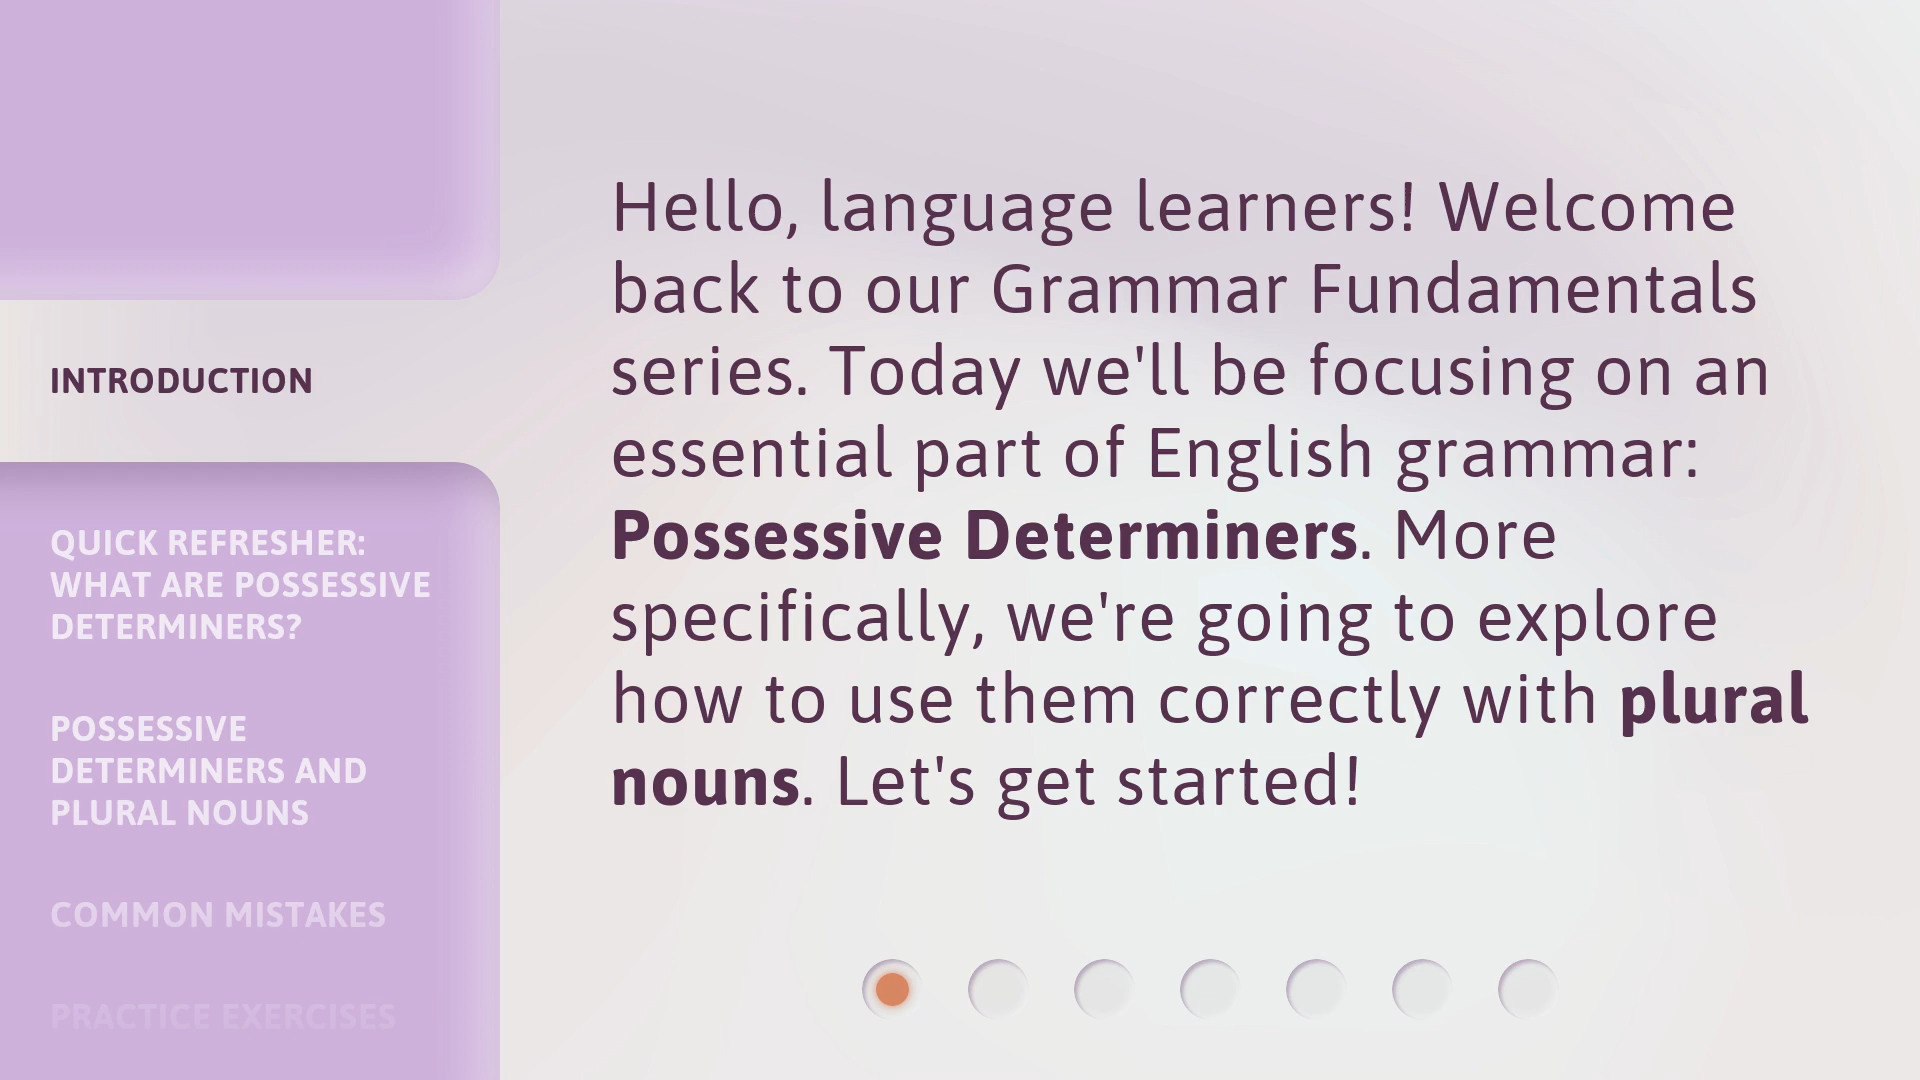 INTRODUCTION
QUICK REFRESHER:
WHAT ARE POSSESSIVE
DETERMINERS?
POSSESSIVE
DETERMINERS AND
PLURAL NOUNS
COMMON MISTAKES
PRACTICE EXERCISES
Hello, language learners! Welcome
back to our Grammar Fundamentals
series. Today we'll be focusing on an
essential part of English grammar:
Possessive Determiners. More
specifically, we're going to explore
how to use them correctly with plural
nouns. Let's get started!